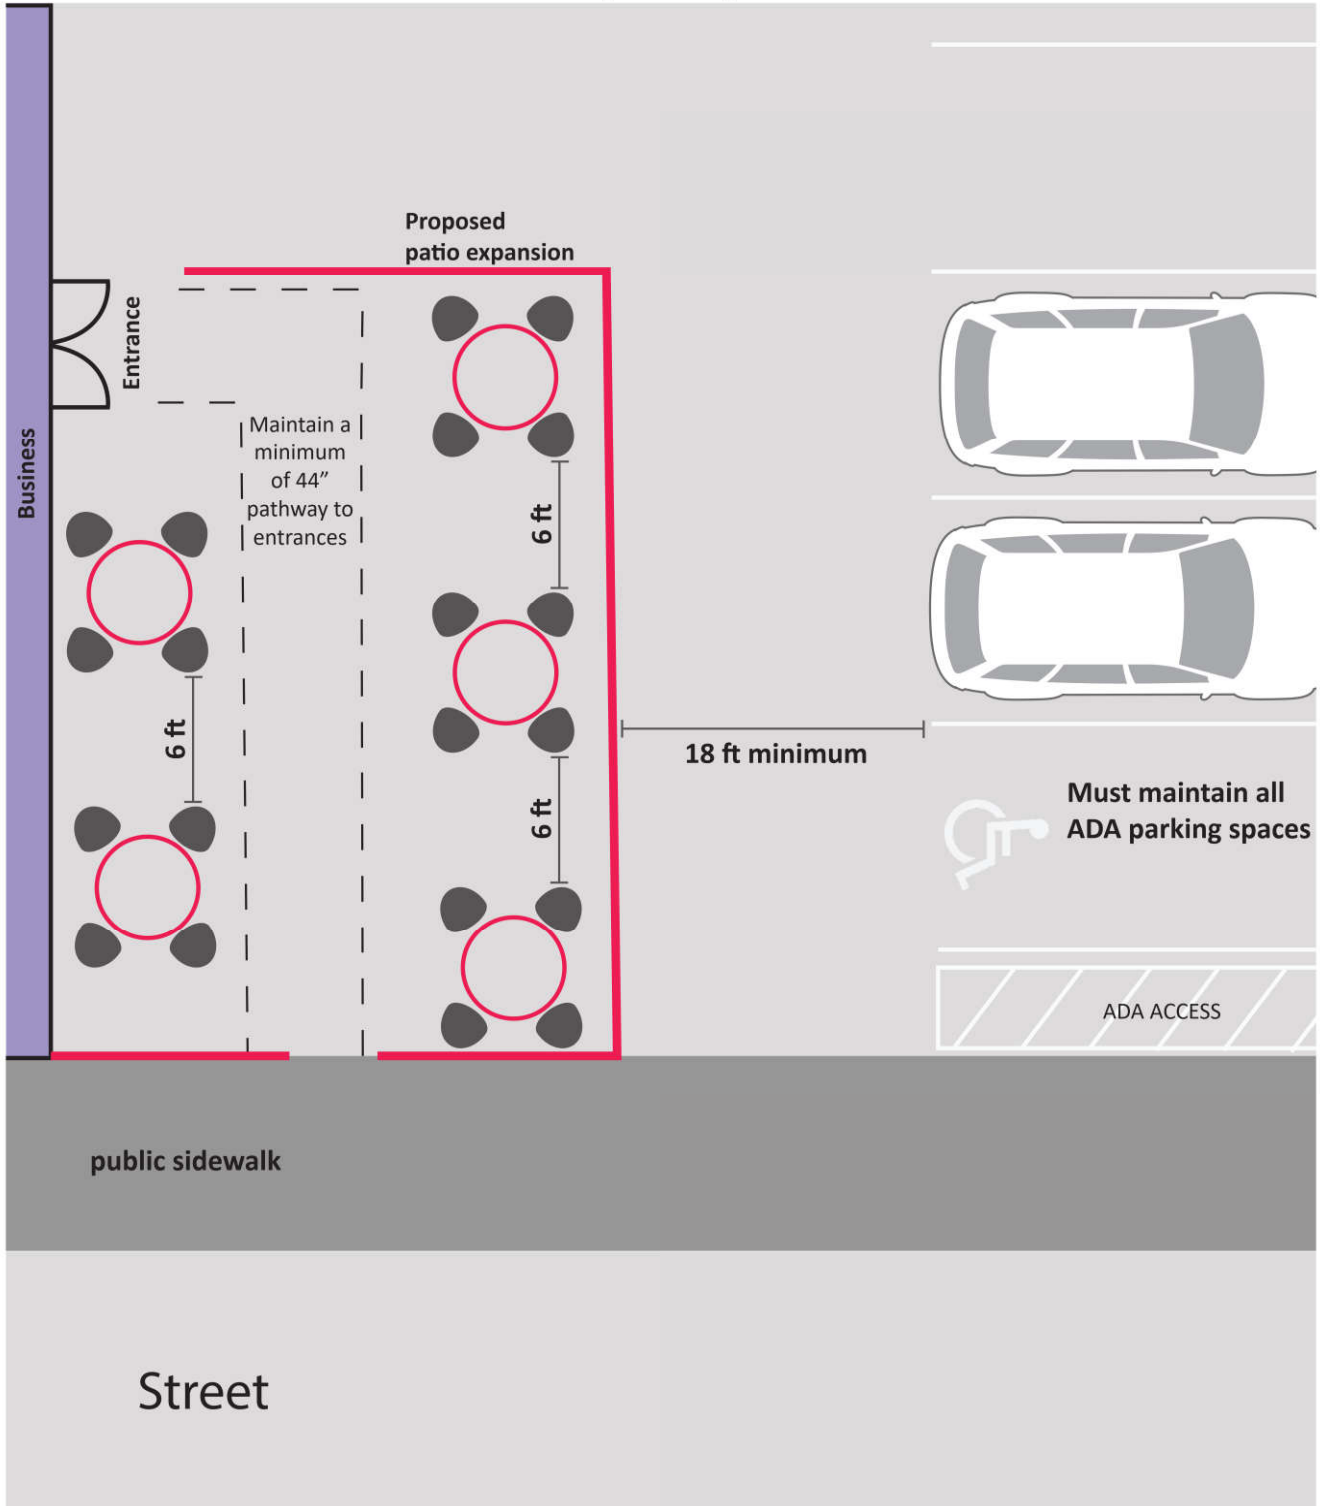 Proposed
patio expansion
Entrance
Business
Maintain a
minimum
of 44”
pathway to
entrances
6 ft
6 ft
6 ft
18 ft minimum
Must maintain all
ADA parking spaces
ADA ACCESS
public sidewalk
Street